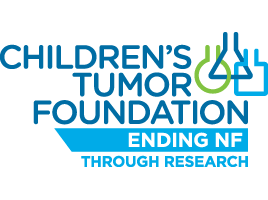 CHILDREN'S
TUMOR
FOUNDATION
ENDING NF
THROUGH RESEARCH